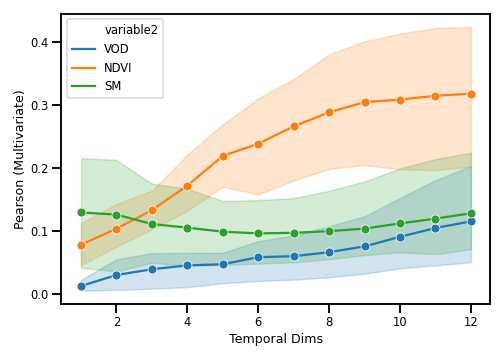 variable2
VOD
NDVI
SM
Pearson (Multivariate)
0.4
0.3
0.2
0.1
0.0
2 4 6 8 10 12
Temporal Dims